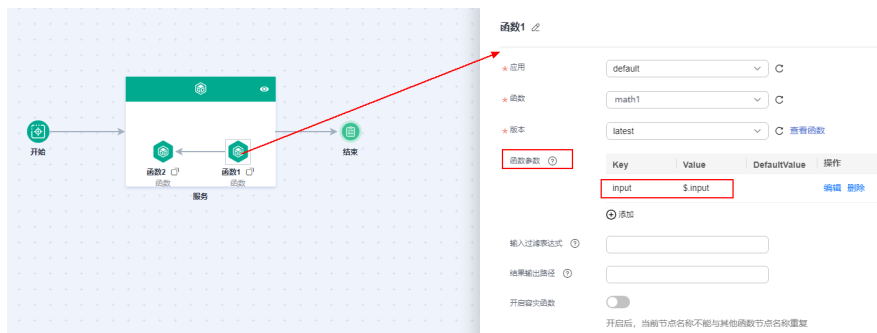 开始
函数2
函数
函数1
函数
服务
结束
函数1
* 应用
default
* 函数
math1
* 版本
latest
查看函数
函数参数
Key Value DefaultValue 操作
input $.input 编辑 删除
添加
输入过滤表达式
结果输出路径
开启容灾函数
开启后，当前节点名称不能与其他函数节点名称重复